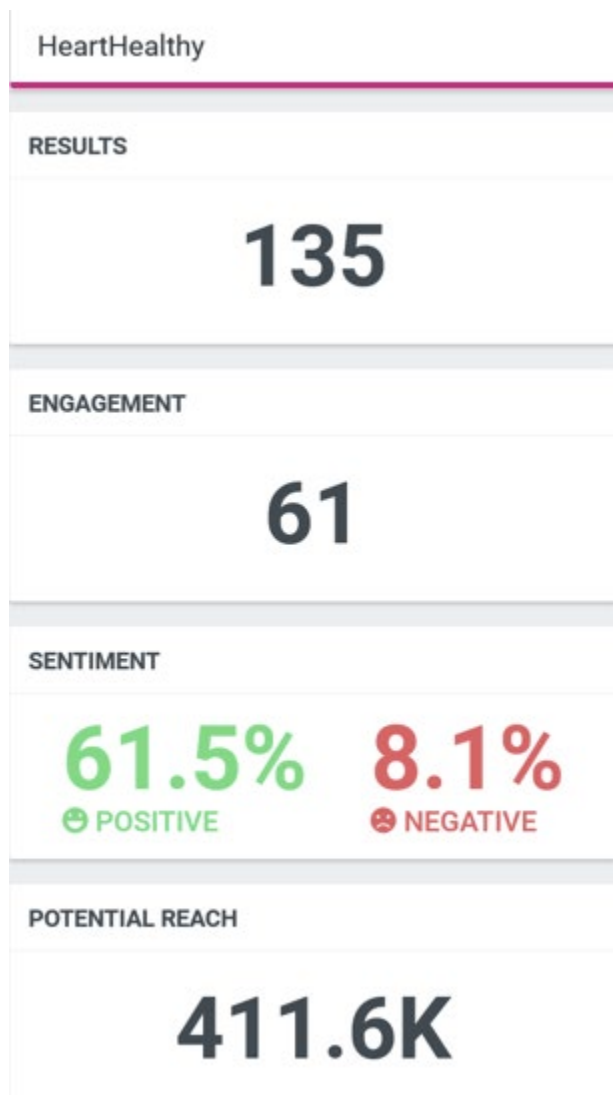 HeartHealthy
RESULTS
135
ENGAGEMENT
61
SENTIMENT
61.5% 8.1%
POSITIVE NEGATIVE
POTENTIAL REACH
411.6K